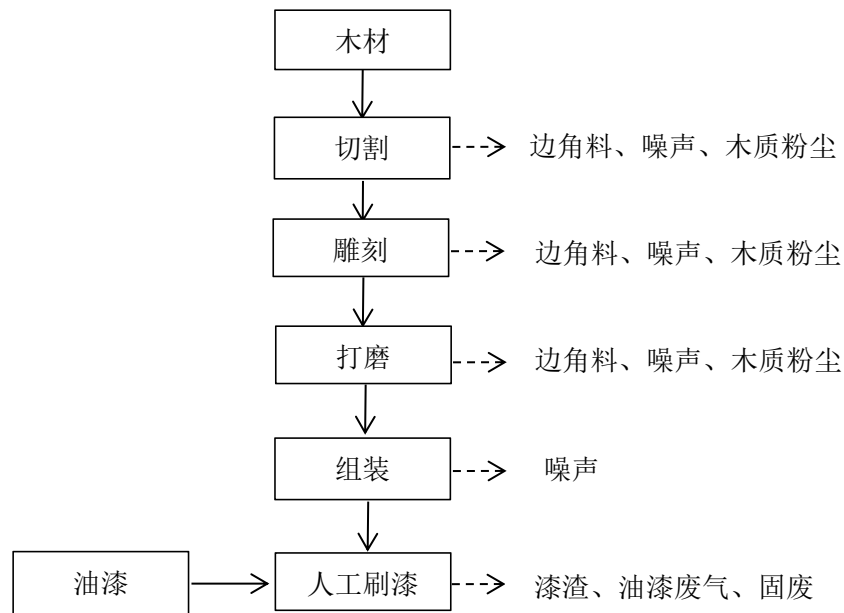 木材
切割
边角料、噪声、木质粉尘
雕刻
边角料、噪声、木质粉尘
打磨
边角料、噪声、木质粉尘
组装
噪声
油漆
人工刷漆
漆渣、油漆废气、固废